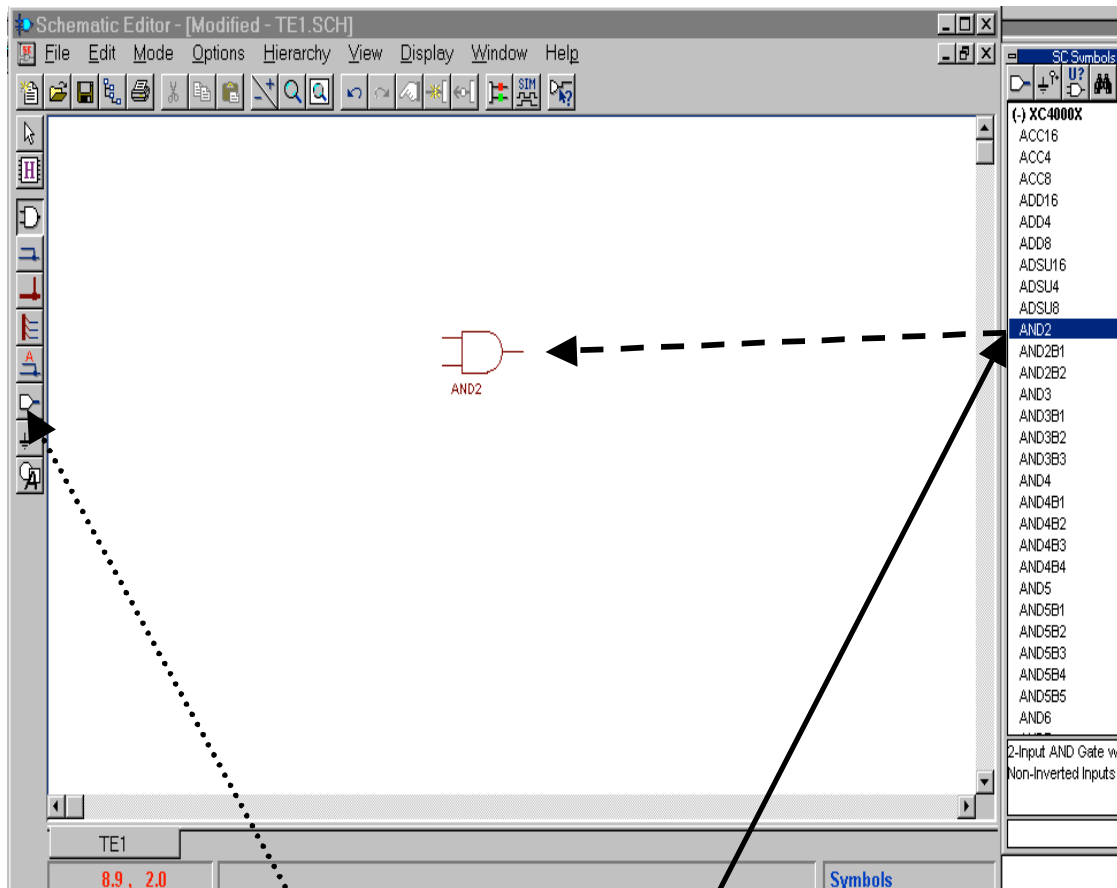 Schematic Editor - [Modified - TE1.SCH]
File Edit Mode Options Hierarchy View Display Window Help
SIM
H
A
A
AND2
TE1
8.9 , 2.0
Symbols
SC Symbols
U?
(-) XC4000X
ACC16
ACC4
ACC8
ADD16
ADD4
ADD8
ADSU16
ADSU4
ADSU8
AND2
AND2B1
AND2B2
AND3
AND3B1
AND3B2
AND3B3
AND4
AND4B1
AND4B2
AND4B3
AND4B4
AND5
AND5B1
AND5B2
AND5B3
AND5B4
AND5B5
AND6
2-Input AND Gate w
Non-Inverted Inputs